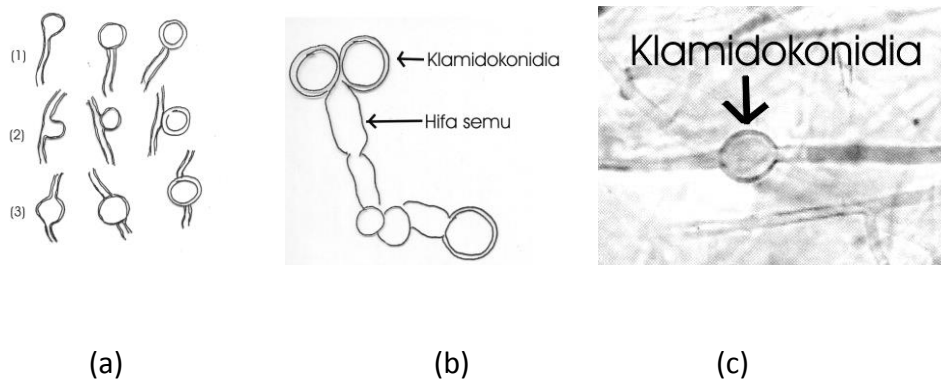 (1)
(2)
(3)
Klamidokonidia
Hifa semu
Klamidokonidia
(a)
(b)
(c)